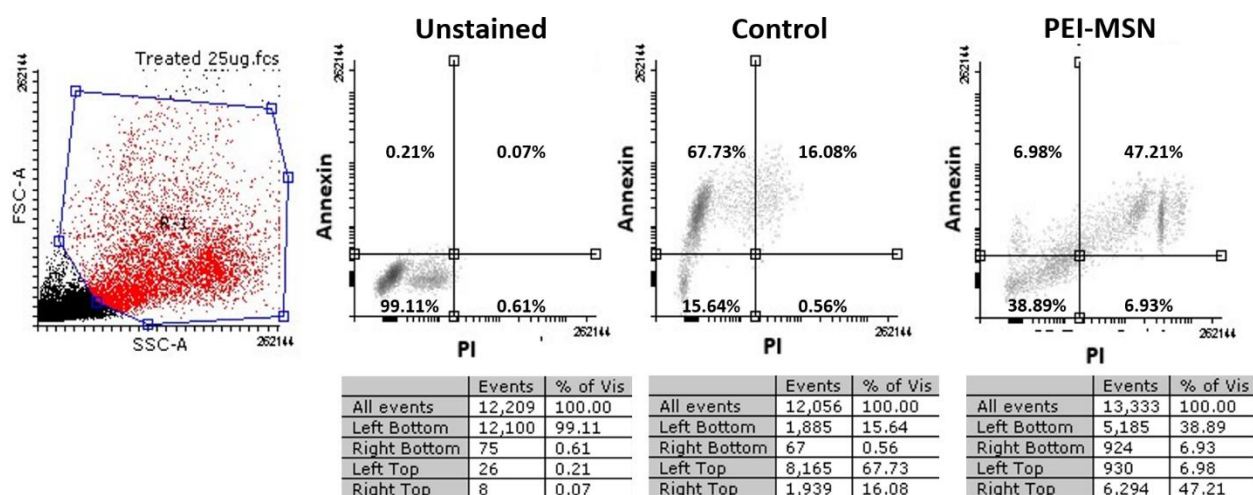 Unstained
Control
PEI-MSN
Treated 25ug.fcs
262144
FSC-A
R-1
SSC-A
262144
262144
Annexin
0.21%
0.07%
99.11%
0.61%
262144
PI
262144
Annexin
67.73%
16.08%
15.64%
0.56%
262144
PI
262144
Annexin
6.98%
47.21%
38.89%
6.93%
262144
PI
Events % of Vis
All events 12,209 100.00
Left Bottom 12,100 99.11
Right Bottom 75 0.61
Left Top 26 0.21
Right Top 8 0.07
Events % of Vis
All events 12,056 100.00
Left Bottom 1,885 15.64
Right Bottom 67 0.56
Left Top 8,165 67.73
Right Top 1,939 16.08
Events % of Vis
All events 13,333 100.00
Left Bottom 5,185 38.89
Right Bottom 924 6.93
Left Top 930 6.98
Right Top 6,294 47.21